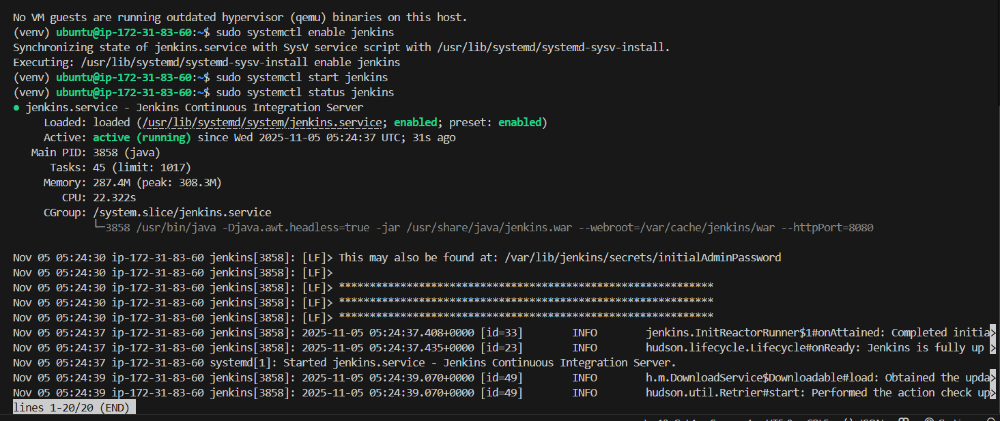 No VM guests are running outdated hypervisor (qemu) binaries on this host.
(venv) ubuntu@ip-172-31-83-60:~$ sudo systemctl enable jenkins
Synchronizing state of jenkins.service with SysV service script with /usr/lib/systemd/systemd-sysv-install.
Executing: /usr/lib/systemd/systemd-sysv-install enable jenkins
(venv) ubuntu@ip-172-31-83-60:~$ sudo systemctl start jenkins
(venv) ubuntu@ip-172-31-83-60:~$ sudo systemctl status jenkins
● jenkins.service - Jenkins Continuous Integration Server
Loaded: loaded (/usr/lib/systemd/system/jenkins.service; enabled; preset: enabled)
Active: active (running) since Wed 2025-11-05 05:24:37 UTC; 31s ago
Main PID: 3858 (java)
Tasks: 45 (limit: 1017)
Memory: 287.4M (peak: 308.3M)
CPU: 22.322s
CGroup: /system.slice/jenkins.service
└─3858 /usr/bin/java -Djava.awt.headless=true -jar /usr/share/java/jenkins.war --webroot=/var/cache/jenkins/war --httpPort=8080
Nov 05 05:24:30 ip-172-31-83-60 jenkins[3858]: [LF]> This may also be found at: /var/lib/jenkins/secrets/initialAdminPassword
Nov 05 05:24:30 ip-172-31-83-60 jenkins[3858]: [LF]>
Nov 05 05:24:30 ip-172-31-83-60 jenkins[3858]: [LF]> *************************************************************
Nov 05 05:24:30 ip-172-31-83-60 jenkins[3858]: [LF]> *************************************************************
Nov 05 05:24:30 ip-172-31-83-60 jenkins[3858]: [LF]> *************************************************************
Nov 05 05:24:37 ip-172-31-83-60 jenkins[3858]: 2025-11-05 05:24:37.408+0000 [id=33] INFO jenkins.InitReactorRunner$1#onAttained: Completed initia>
Nov 05 05:24:37 ip-172-31-83-60 jenkins[3858]: 2025-11-05 05:24:37.435+0000 [id=23] INFO hudson.lifecycle.Lifecycle#onReady: Jenkins is fully up >
Nov 05 05:24:37 ip-172-31-83-60 systemd[1]: Started jenkins.service - Jenkins Continuous Integration Server.
Nov 05 05:24:39 ip-172-31-83-60 jenkins[3858]: 2025-11-05 05:24:39.070+0000 [id=49] INFO h.m.DownloadService$Downloadable#load: Obtained the upda>
Nov 05 05:24:39 ip-172-31-83-60 jenkins[3858]: 2025-11-05 05:24:39.070+0000 [id=49] INFO hudson.util.Retrier#start: Performed the action check up>
lines 1-20/20 (END)